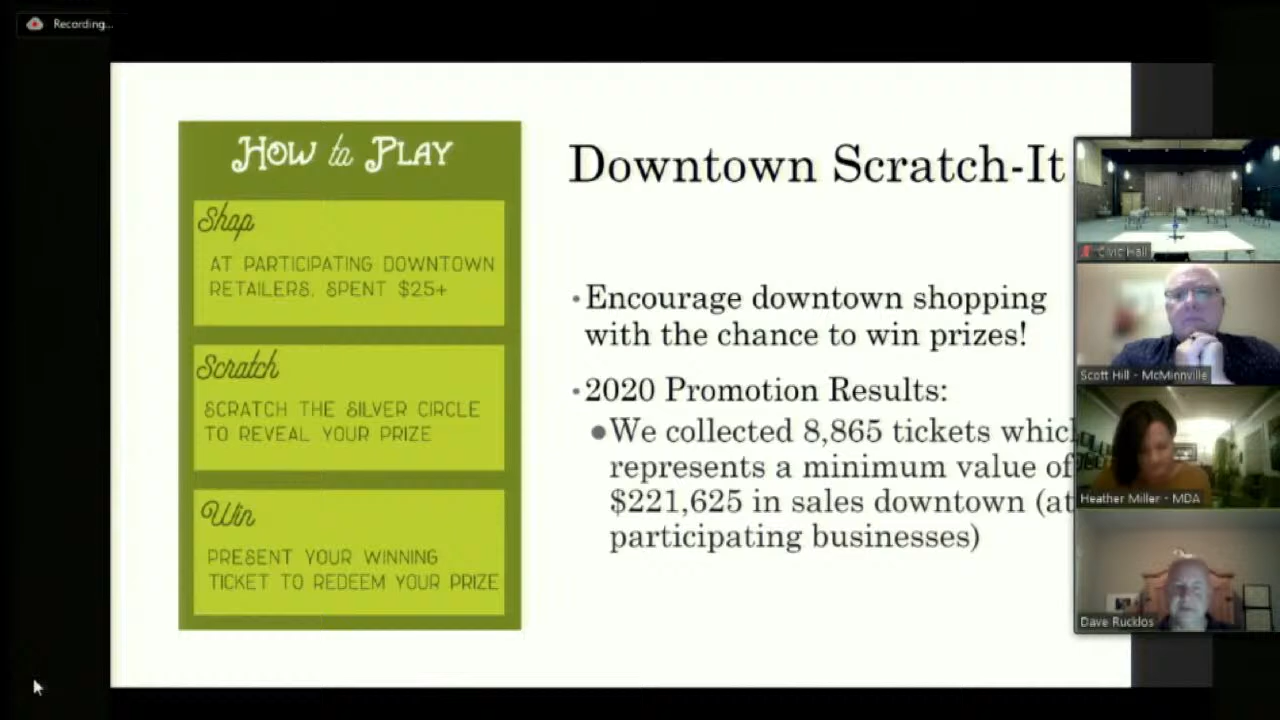 Recording...
How to Play
Shop
AT PARTICIPATING DOWNTOWN
RETAILERS, SPENT $25+
Scratch
SCRATCH THE SILVER CIRCLE
TO REVEAL YOUR PRIZE
Win
PRESENT YOUR WINNING
TICKET TO REDEEM YOUR PRIZE
Downtown Scratch-It
• Encourage downtown shopping
with the chance to win prizes!
• 2020 Promotion Results:
● We collected 8,865 tickets which
represents a minimum value of
$221,625 in sales downtown (at
participating businesses)
Civic Hall
Scott Hill - McMinnville
Heather Miller - MDA
Dave Rucklos